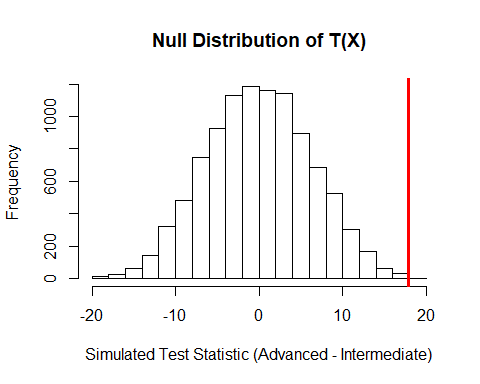 Null Distribution of T(X)
Frequency
1000
600
200
0
-20 -10 0 10 20
Simulated Test Statistic (Advanced - Intermediate)